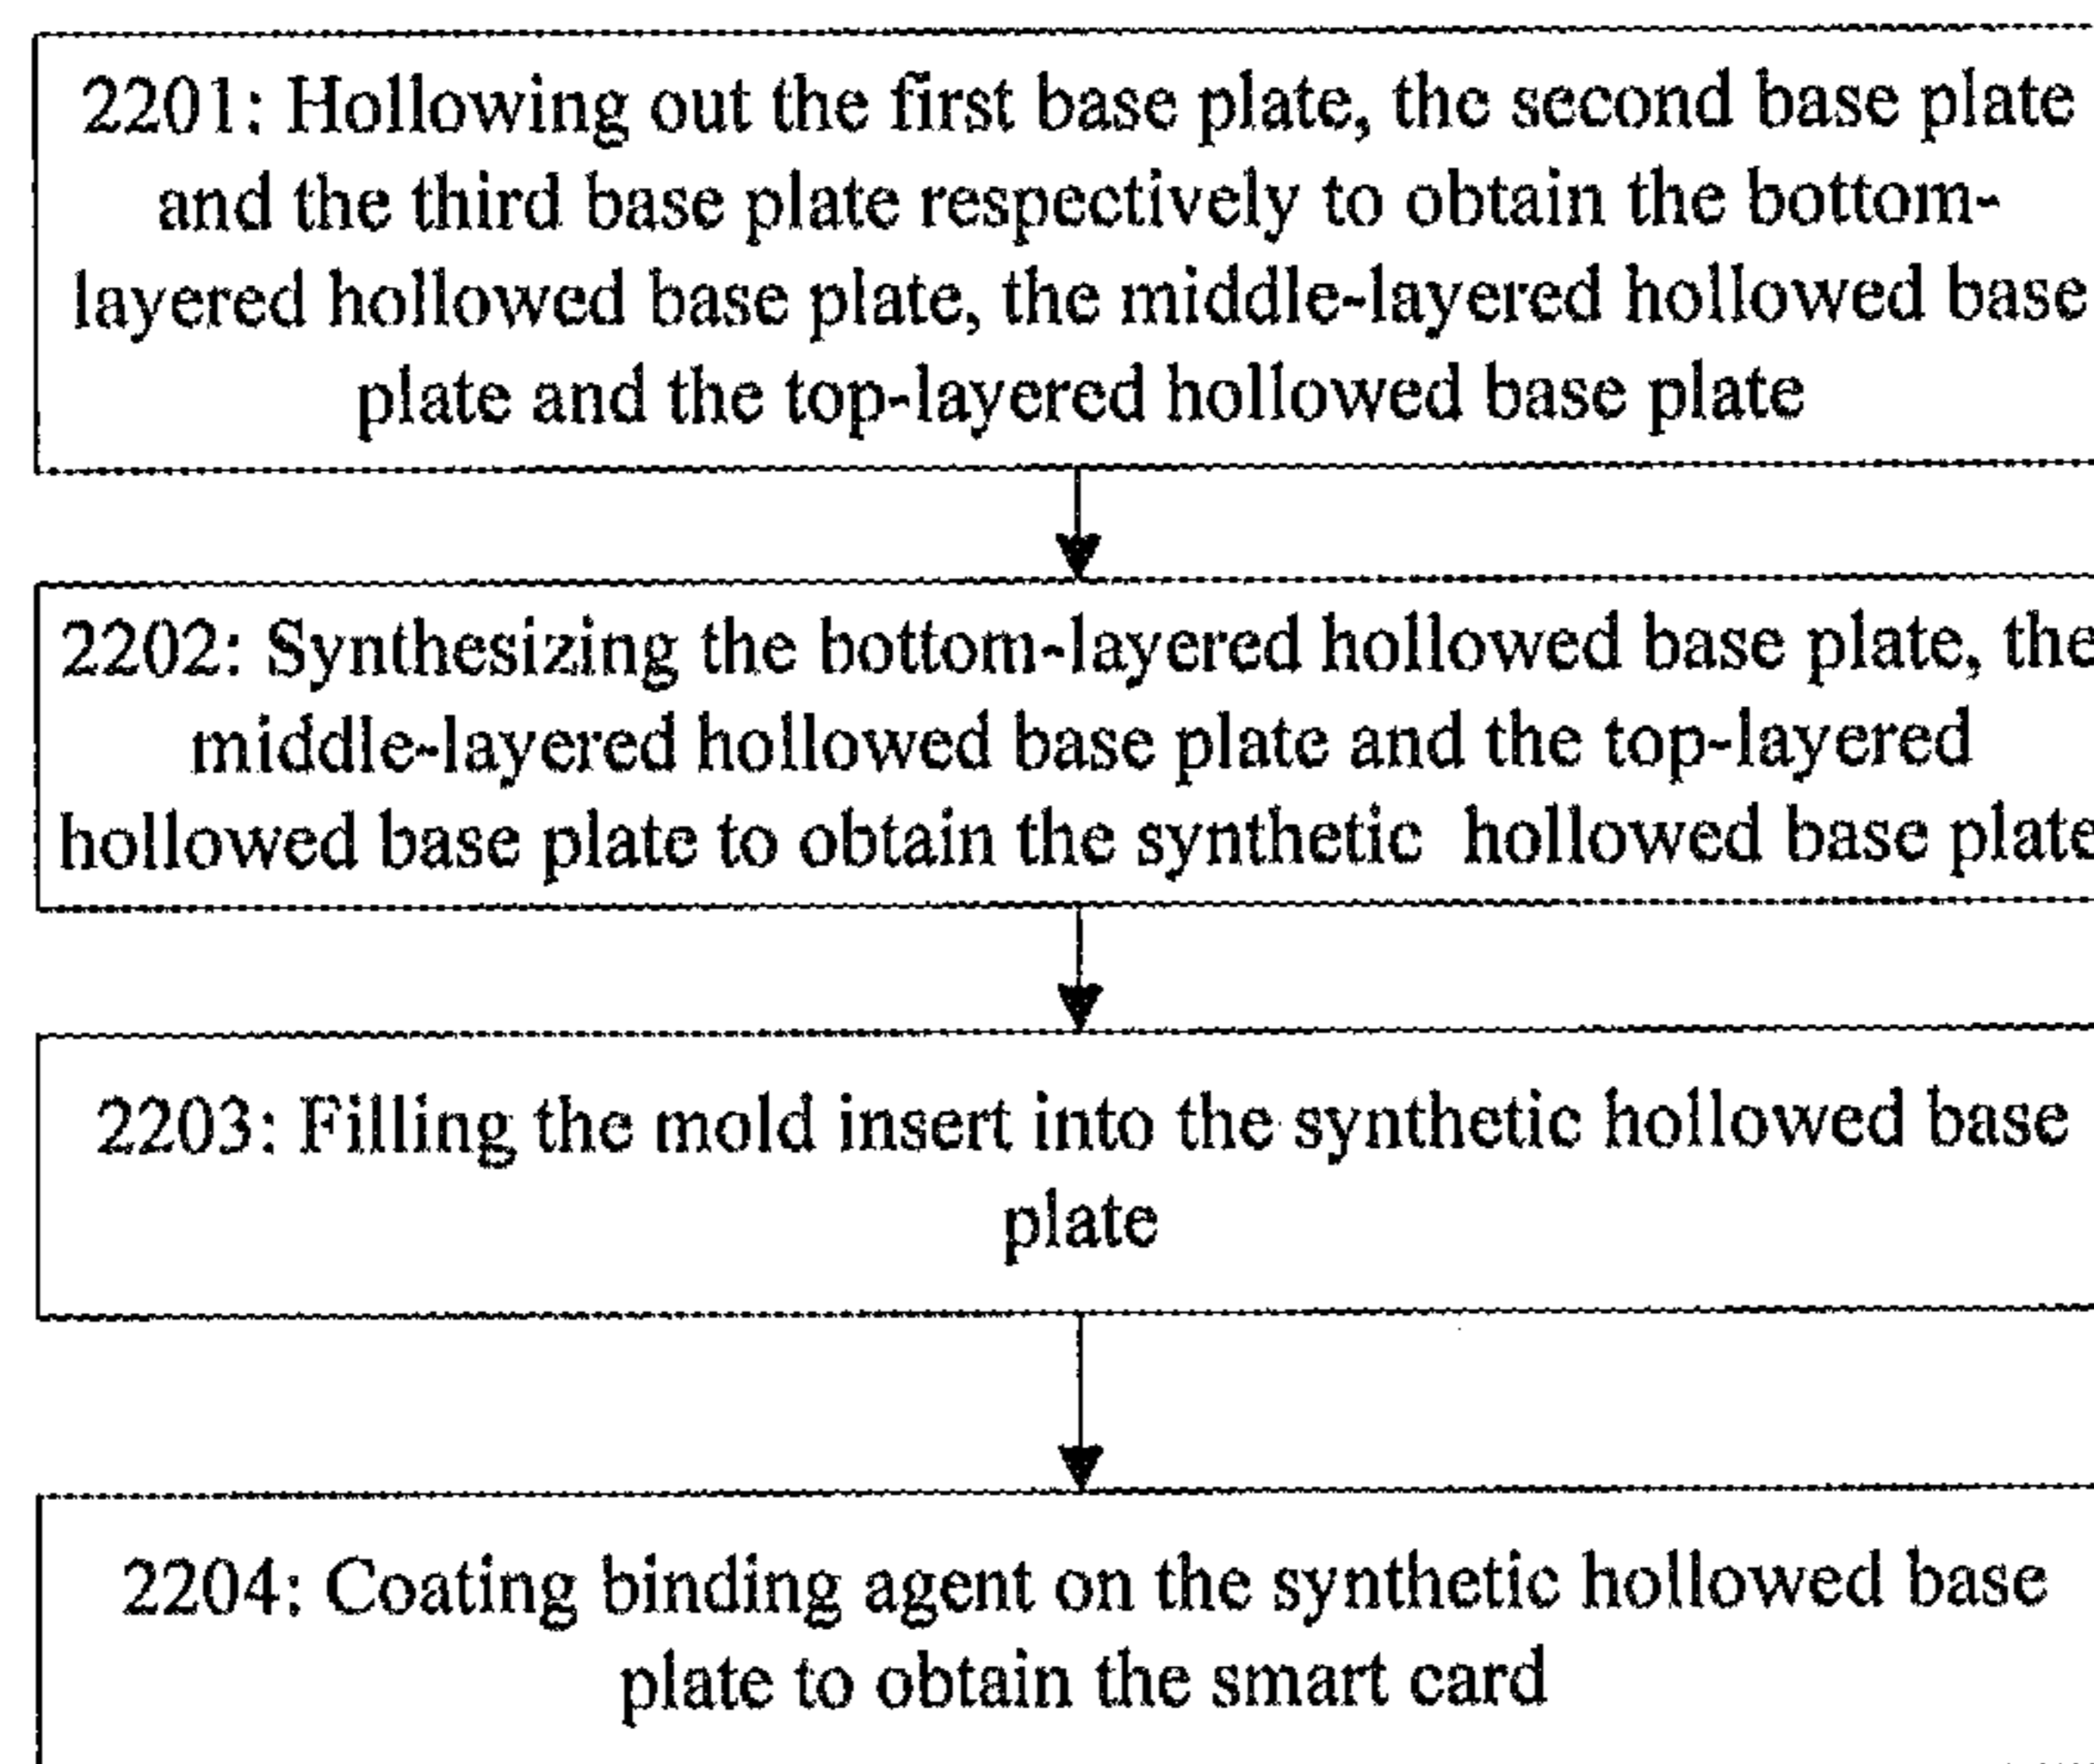 2201: Hollowing out the first base plate, the second base plate
and the third base plate respectively to obtain the bottom-
layered hollowed base plate, the middle-layered hollowed base
plate and the top-layered hollowed base plate
2202: Synthesizing the bottom-layered hollowed base plate, the
middle-layered hollowed base plate and the top-layered
hollowed base plate to obtain the synthetic hollowed base plate
2203: Filling the mold insert into the synthetic hollowed base
plate
2204: Coating binding agent on the synthetic hollowed base
plate to obtain the smart card